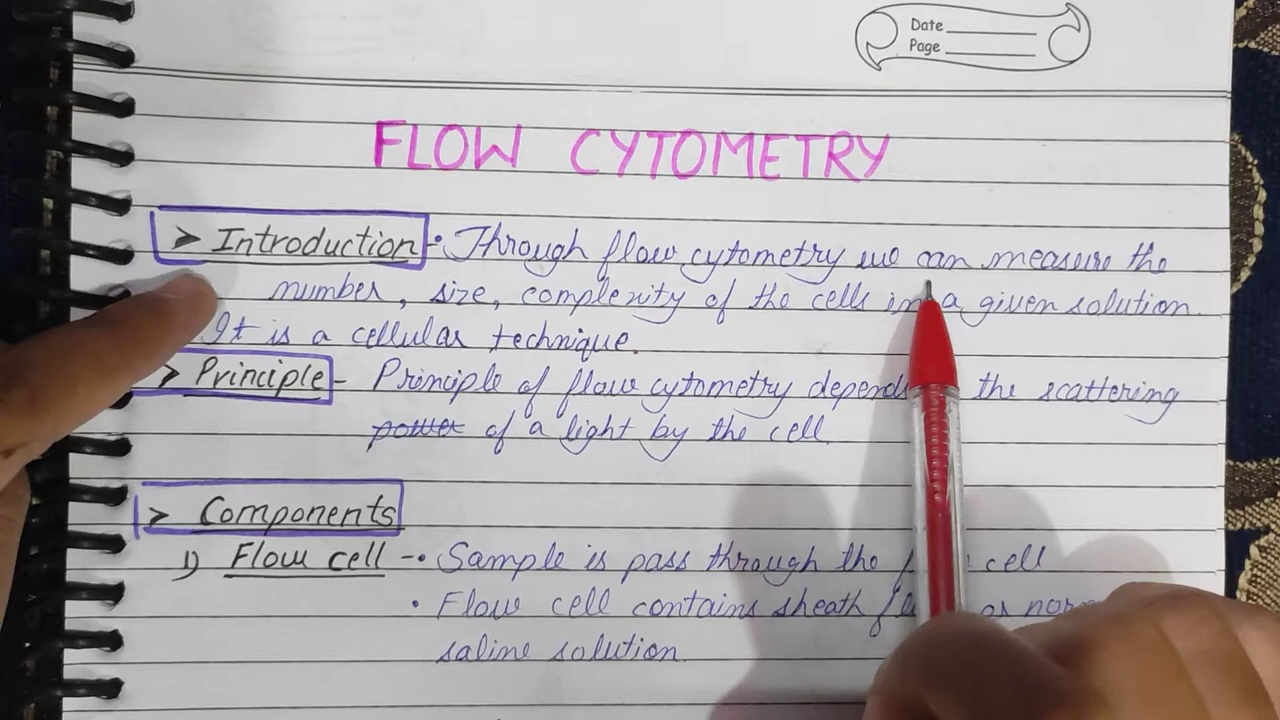 Date
Page
FLOW CYTOMETRY
➤ Introduction :- Through flow cytometry we can measure the
number, size, complexity of the cells in a given solution.
It is a cellular technique.
➤ Principle - Principle of flow cytometry depends the scattering
power of a light by the cell.
➤ Components
1) Flow cell - • Sample is pass through the cell
• Flow cell contains sheath or
saline solution.